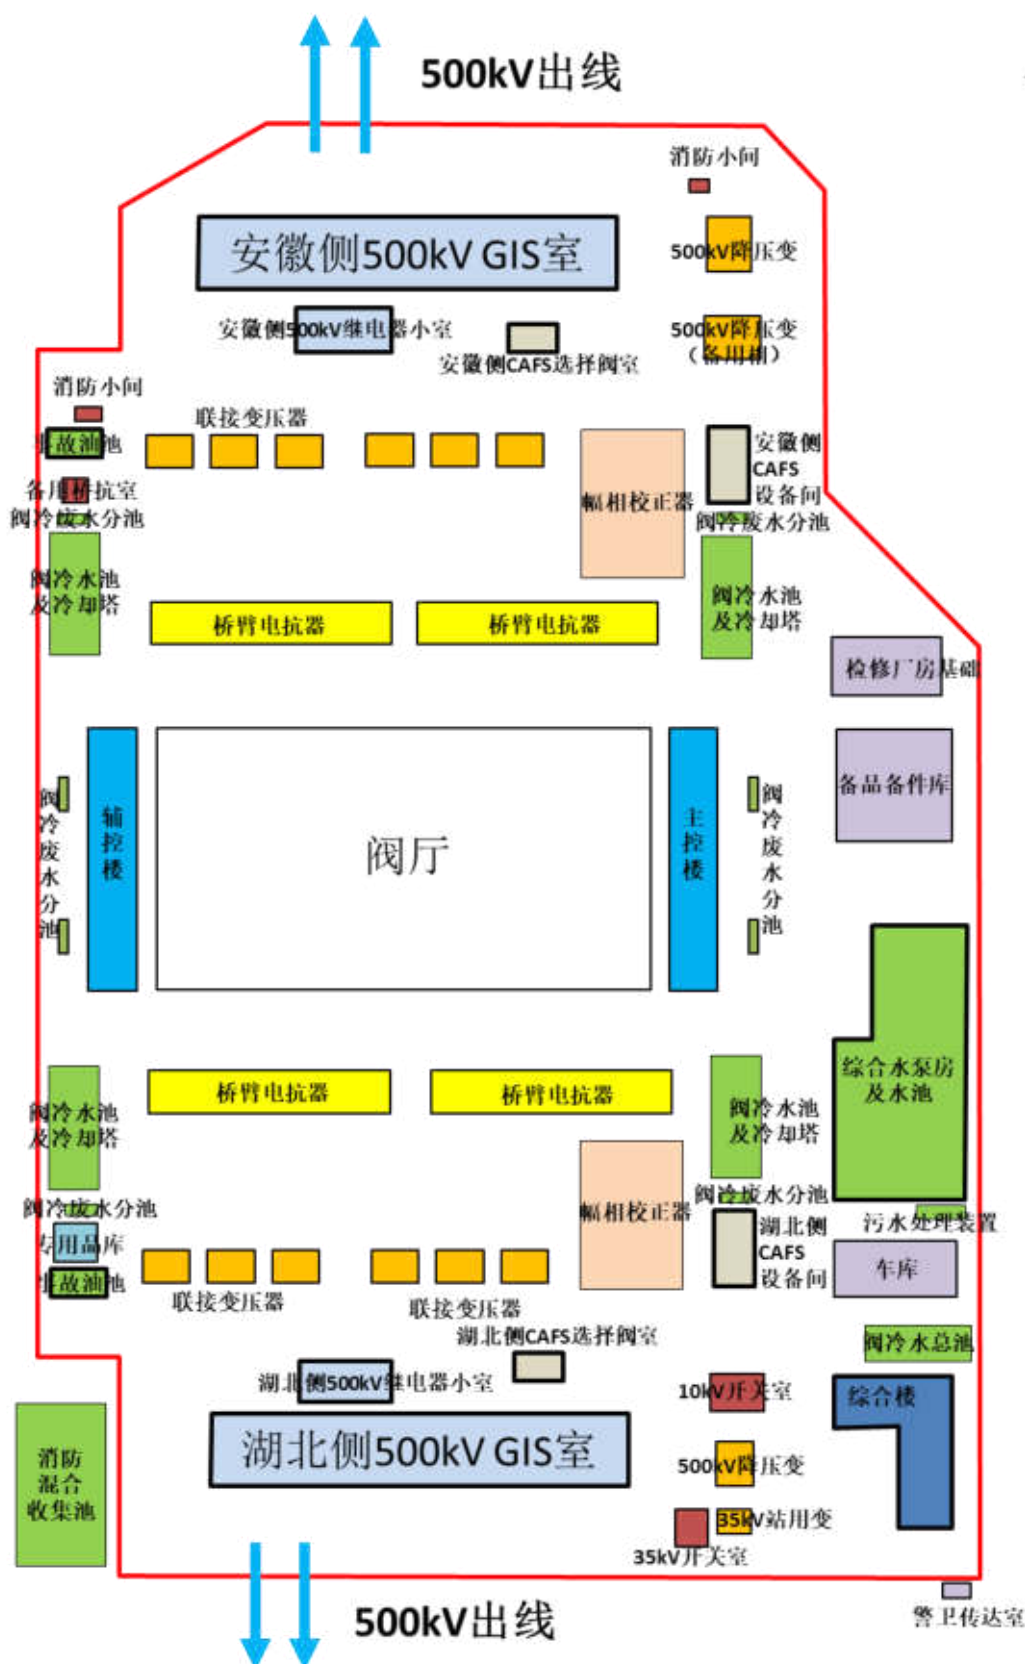 500kV出线
消防小间
安徽侧500kV GIS室
500kV降压变
安徽侧500kV继电器小室
500kV降压变
（备用相）
安徽侧CAFS选择阀室
消防小间
联接变压器
事故油池
安徽侧
CAFS
设备间
备用桥抗室
幅相校正器
阀冷废水分池
阀冷废水分池
阀冷水池
及冷却塔
阀冷水池
及冷却塔
桥臂电抗器
桥臂电抗器
检修厂房基础
备品备件库
阀冷废水分池
辅控楼
阀厅
主控楼
阀冷废水分池
综合水泵房
及水池
桥臂电抗器
桥臂电抗器
阀冷水池
及冷却塔
阀冷水池
及冷却塔
阀冷废水分池
阀冷废水分池
幅相校正器
污水处理装置
专用品库
湖北侧
CAFS
设备间
车库
事故油池
联接变压器
联接变压器
湖北侧CAFS选择阀室
阀冷水总池
湖北侧500kV继电器小室
10kV开关室
综合楼
湖北侧500kV GIS室
消防
混合
收集池
500kV降压变
35kV站用变
35kV开关室
500kV出线
警卫传达室